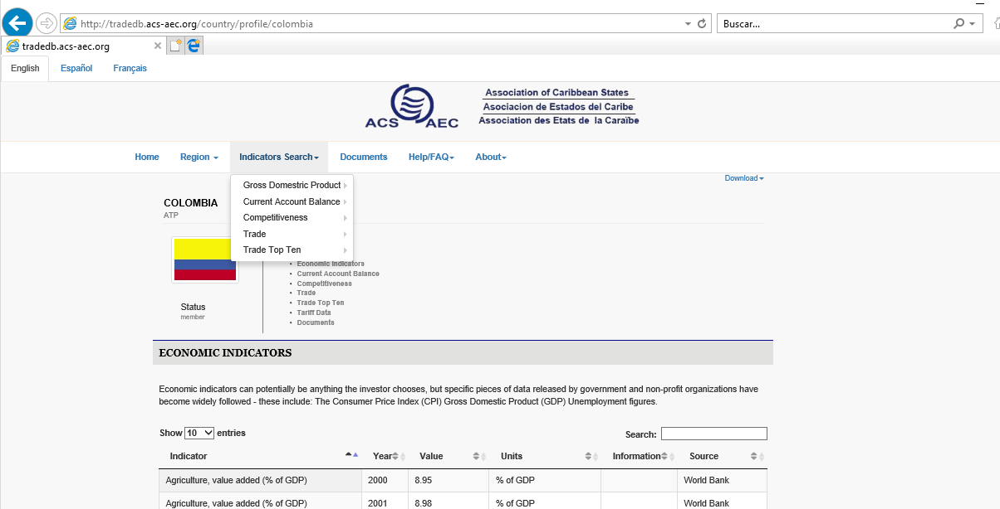 http://tradedb.acs-aec.org/country/profile/colombia
Buscar...
tradedb.acs-aec.org
English Español Français
ACS AEC
Association of Caribbean States
Asociacion de Estados del Caribe
Association des Etats de la Caraïbe
Home Region Indicators Search Documents Help/FAQ About
Download
Gross Domestric Product
Current Account Balance
Competitiveness
Trade
Trade Top Ten
COLOMBIA
ATP
Status
member
Economic Indicators
Current Account Balance
Competitiveness
Trade
Trade Top Ten
Tariff Data
Documents
ECONOMIC INDICATORS
Economic indicators can potentially be anything the investor chooses, but specific pieces of data released by government and non-profit organizations have
become widely followed - these include: The Consumer Price Index (CPI) Gross Domestic Product (GDP) Unemployment figures.
Show 10 entries
Search:
Indicator Year Value Units Information Source
Agriculture, value added (% of GDP) 2000 8.95 % of GDP World Bank
Agriculture, value added (% of GDP) 2001 8.98 % of GDP World Bank